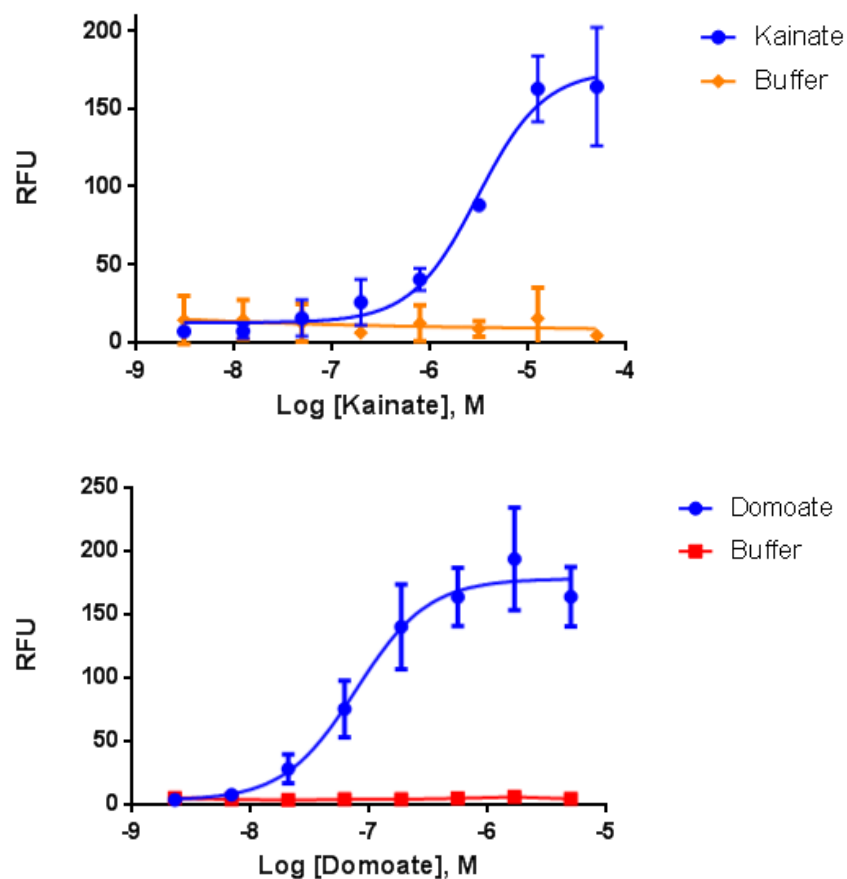 200
150
100
50
0
RFU
-9 -8 -7 -6 -5 -4
Log [Kainate], M
Kainate
Buffer
250
200
150
100
50
0
RFU
-9 -8 -7 -6 -5
Log [Domoate], M
Domoate
Buffer